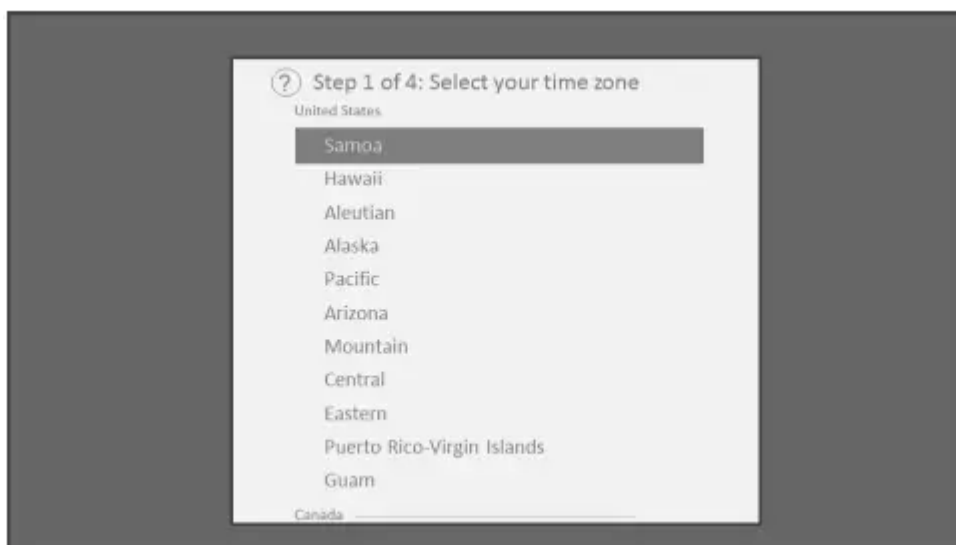 ? Step 1 of 4: Select your time zone
United States
Samoa
Hawaii
Aleutian
Alaska
Pacific
Arizona
Mountain
Central
Eastern
Puerto Rico-Virgin Islands
Guam
Canada